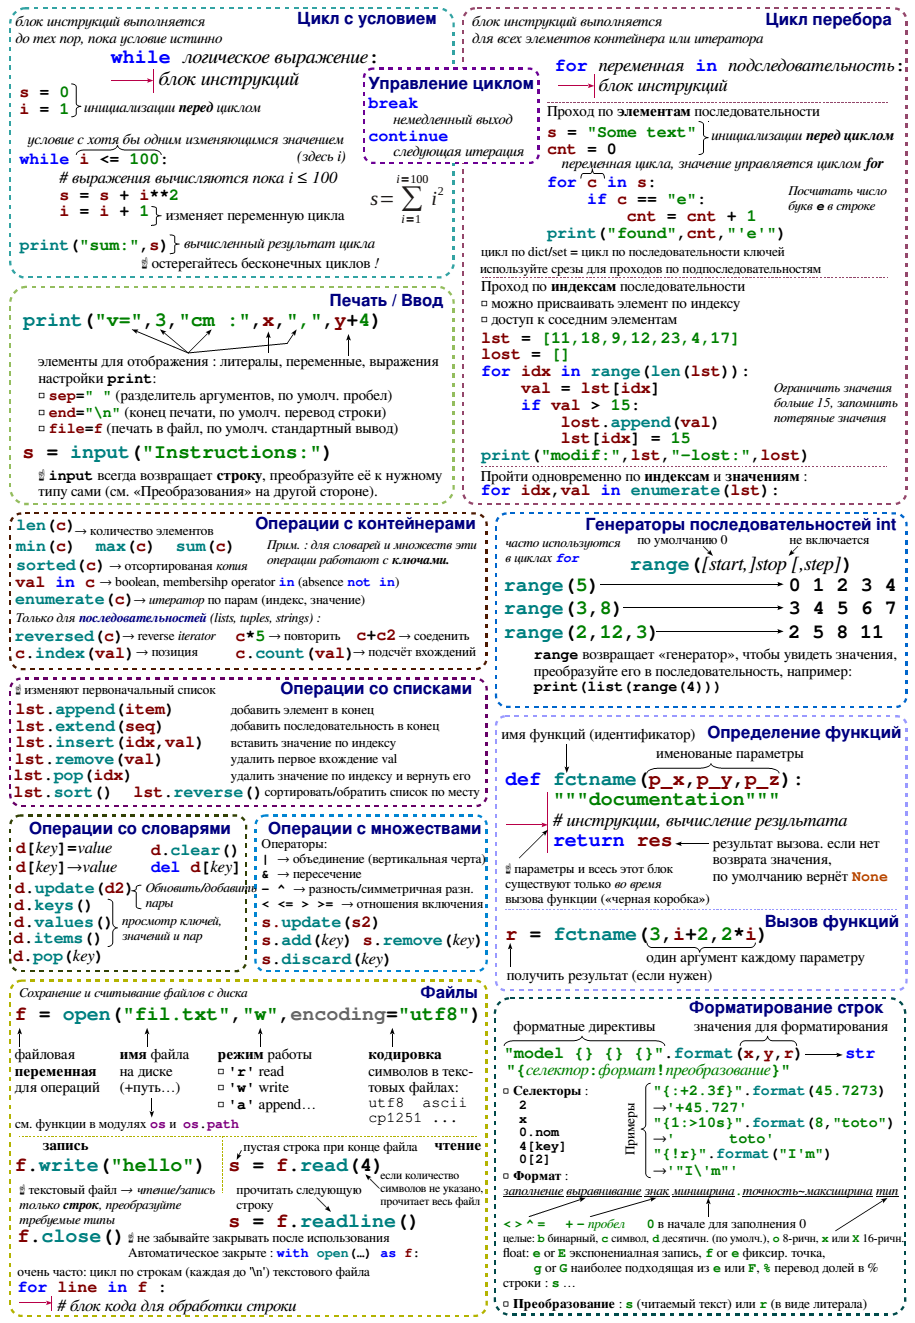 блок инструкций выполняется
до тех пор, пока условие истинно
Цикл с условием
while логическое выражение:
блок инструкций
s = 0
i = 1
инициализации перед циклом
условие с хотя бы одним изменяющимся значением
(здесь i)
while i <= 100:
# выражения вычисляются пока i ≤ 100
s = s + i**2
i = i + 1
изменяет переменную цикла
s = ∑ i²
i=100
i=1
print("sum:",s)
вычисленный результат цикла
☝ остерегайтесь бесконечных циклов !
Управление циклом
break
немедленный выход
continue
следующая итерация
блок инструкций выполняется
для всех элементов контейнера или итератора
Цикл перебора
for переменная in подследовательность:
блок инструкций
Проход по элементам последовательности
s = "Some text"
cnt = 0
инициализации перед циклом
переменная цикла, значение управляется циклом for
for c in s:
if c == "e":
cnt = cnt + 1
print("found",cnt,"'e'")
Посчитать число
букв e в строке
цикл по dict/set = цикл по последовательности ключей
используйте срезы для проходов по подпоследовательностям
Проход по индексам последовательности
▫ можно присваивать элемент по индексу
▫ доступ к соседним элементам
lst = [11,18,9,12,23,4,17]
lost = []
for idx in range(len(lst)):
val = lst[idx]
if val > 15:
lost.append(val)
lst[idx] = 15
print("modif:",lst,"-lost:",lost)
Ограничить значения
больше 15, запомнить
потеряные значения
Пройти одновременно по индексам и значениям :
for idx,val in enumerate(lst):
Печать / Ввод
print("v=",3,"cm :",x,",",y+4)
элементы для отображения : литералы, переменные, выражения
настройки print:
▫ sep=" " (разделитель аргументов, по умолч. пробел)
▫ end="\n" (конец печати, по умолч. перевод строки)
▫ file=f (печать в файл, по умолч. стандартный вывод)
s = input("Instructions:")
☝ input всегда возвращает строку, преобразуйте её к нужному
типу сами (см. «Преобразования» на другой стороне).
Операции с контейнерами
len(c)→ количество элементов
min(c) max(c) sum(c)
Прим. : для словарей и множеств эти
операции работают с ключами.
sorted(c) → отсортированая копия
val in c → boolean, membersihp operator in (absence not in)
enumerate(c)→ итератор по парам (индекс, значение)
Только для последовательностей (lists, tuples, strings) :
reversed(c)→ reverse iterator c*5 → повторить c+c2→ соеденить
c.index(val) → позиция c.count(val)→ подсчёт вхождений
Генераторы последовательностей int
часто используются
в циклах for
по умолчанию 0
не включается
range([start,]stop [,step])
range(5) 0 1 2 3 4
range(3,8) 3 4 5 6 7
range(2,12,3) 2 5 8 11
range возвращает «генератор», чтобы увидеть значения,
преобразуйте его в последовательность, например:
print(list(range(4)))
☝ изменяют первоначальный список
Операции со списками
lst.append(item) добавить элемент в конец
lst.extend(seq) добавить последовательность в конец
lst.insert(idx,val) вставить значение по индексу
lst.remove(val) удалить первое вхождение val
lst.pop(idx) удалить значение по индексу и вернуть его
lst.sort() lst.reverse() сортировать/обратить список по месту
Определение функций
имя функций (идентификатор)
именованые параметры
def fctname(p_x,p_y,p_z):
"""documentation"""
# инструкции, вычисление результата
return res
результат вызова. если нет
возврата значения,
по умолчанию вернёт None
☝ параметры и всесь этот блок
существуют только во время
вызова функции («черная коробка»)
Вызов функций
r = fctname(3,i+2,2*i)
один аргумент каждому параметру
получить результат (если нужен)
Операции со словарями
d[key]=value d.clear()
d[key]→value del d[key]
d.update(d2) Обновить/добавить
пары
d.keys()
d.values()
d.items()
просмотр ключей,
значений и пар
d.pop(key)
Операции с множествами
Операторы:
| → объединение (вертикальная черта)
& → пересечение
- ^ → разность/симметричная разн.
< <= > >= → отношения включения
s.update(s2)
s.add(key) s.remove(key)
s.discard(key)
Сохранение и считывание файлов с диска
Файлы
f = open("fil.txt","w",encoding="utf8")
файловая
переменная
для операций
имя файла
на диске
(+путь…)
режим работы
▫ 'r' read
▫ 'w' write
▫ 'a' append…
кодировка
символов в текс-
товых файлах:
utf8 ascii
cp1251 ...
см. функции в модулях os и os.path
запись
f.write("hello")
☝ текстовый файл → чтение/запись
только строк, преобразуйте
требуемые типы
пустая строка при конце файла
чтение
s = f.read(4)
если количество
символов не указано,
прочитает весь файл
прочитать следующую
строку
s = f.readline()
f.close() ☝ не забывайте закрывать после использования
Автоматическое закрыте : with open(…) as f:
очень часто: цикл по строкам (каждая до '\n') текстового файла
for line in f :
# блок кода для обработки строки
Форматирование строк
форматные директивы
значения для форматирования
"model {} {} {}".format(x,y,r) str
"{селектор:формат!преобразование}"
▫ Селекторы :
2
x
0.nom
4[key]
0[2]
Примеры
"{:+2.3f}".format(45.7273)
→'+45.727'
"{1:>10s}".format(8,"toto")
→'      toto'
"{!r}".format("I'm")
→'"I\'m"'
▫ Формат :
заполнение выравнивание знак минширина . точность~максширина тип
< > ^ = + - пробел 0 в начале для заполнения 0
целые: b бинарный, c символ, d десятичн. (по умолч.), o 8-ричн, x или X 16-ричн.
float: e or E экспоненциалная запись, f or e фиксир. точка,
g or G наиболее подходящая из e или F, % перевод долей в %
строки : s …
▫ Преобразование : s (читаемый текст) или r (в виде литерала)